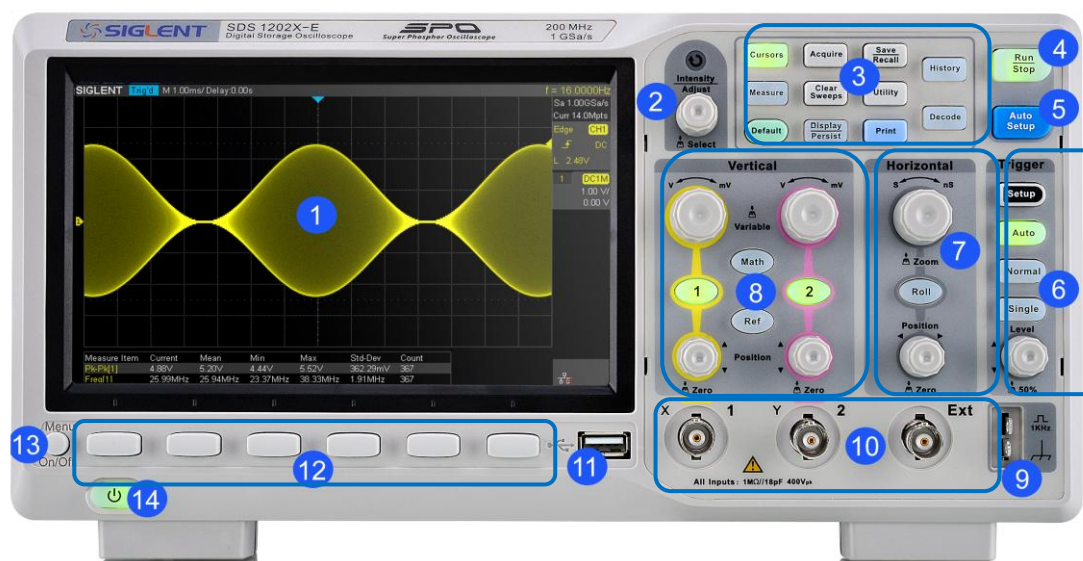 SIGLENT SDS 1202X-E
Digital Storage Oscilloscope
SPO
Super Phosphor Oscilloscope
200 MHz
1 GSa/s
SIGLENT Trig'd M 1.00ms/ Delay:0.00s f = 16.0000Hz
Sa 1.00GSa/s
Curr 14.0Mpts
Edge CH1
DC
L 2.48V
1 DC1M
1.00 V/
0.00 V
1
Measure Item Current Mean Min Max Std-Dev Count
Pk-Pk[1] 4.88V 5.20V 4.44V 5.52V 362.29mV 367
Freq[1] 25.99MHz 25.94MHz 23.37MHz 38.33MHz 1.91MHz 367
Menu
13
On/Off
12
14
11
Intensity
Adjust
2
Select
Cursors Acquire Save Recall History
3
Measure Clear Sweeps Utility
Decode
Default Display Persist Print
Run
Stop
4
Auto
Setup
5
Vertical
V mV V mV
Variable
Math
1 8 2
Ref
Position
Zero Zero
Horizontal
S nS
7
Zoom
Roll
Position
Zero
Trigger
Setup
Auto
Normal
6
Single
Level
50%
X 1 Y 2 Ext
10
All Inputs: 1MΩ//18pF 400Vpk
1KHz
9